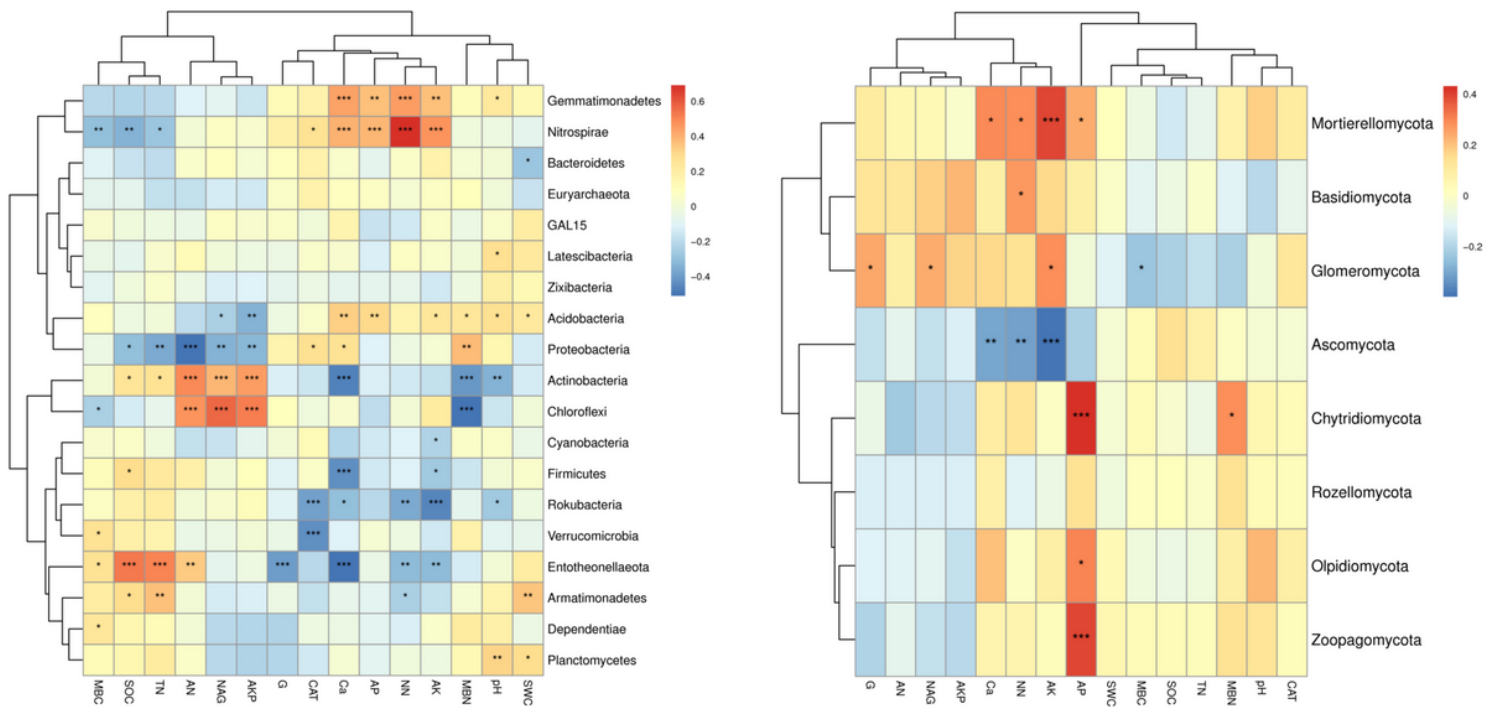 *** ** *** ** * Gemmatimonadetes
** ** * * *** *** *** *** Nitrospirae
* Bacteroidetes
Euryarchaeota
GAL15
* Latescibacteria
Zixibacteria
* ** ** ** * * * * Acidobacteria
* ** *** ** ** * * ** Proteobacteria
* * *** *** *** *** *** ** Actinobacteria
* *** *** *** *** Chloroflexi
* Cyanobacteria
* *** * Firmicutes
*** * ** *** * Rokubacteria
* *** Verrucomicrobia
* *** *** ** *** *** ** ** Entotheonellaeota
* ** * ** Armatimonadetes
* Dependentiae
** * Planctomycetes
MBC SOC TN AN NAG AKP G CAT Ca AP NN AK MBN pH SWC
0.6
0.4
0.2
0
−0.2
−0.4
* * *** * Mortierellomycota
* Basidiomycota
* * * * Glomeromycota
** ** *** Ascomycota
*** * Chytridiomycota
Rozellomycota
* Olpidiomycota
*** Zoopagomycota
G AN NAG AKP Ca NN AK AP SWC MBC SOC TN MBN pH CAT
0.4
0.2
0
−0.2